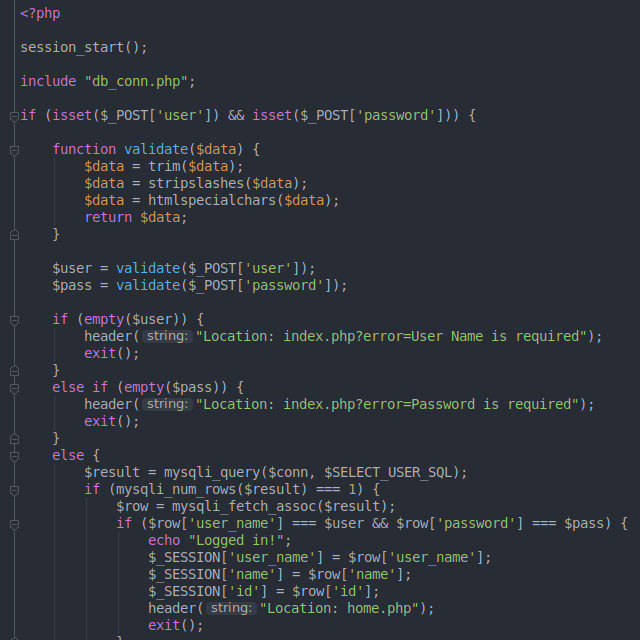 <?php
session_start();
include "db_conn.php";
if (isset($_POST['user']) && isset($_POST['password'])) {
function validate($data) {
$data = trim($data);
$data = stripslashes($data);
$data = htmlspecialchars($data);
return $data;
}
$user = validate($_POST['user']);
$pass = validate($_POST['password']);
if (empty($user)) {
header( string: "Location: index.php?error=User Name is required");
exit();
}
else if (empty($pass)) {
header( string: "Location: index.php?error=Password is required");
exit();
}
else {
$result = mysqli_query($conn, $SELECT_USER_SQL);
if (mysqli_num_rows($result) === 1) {
$row = mysqli_fetch_assoc($result);
if ($row['user_name'] === $user && $row['password'] === $pass) {
echo "Logged in!";
$_SESSION['user_name'] = $row['user_name'];
$_SESSION['name'] = $row['name'];
$_SESSION['id'] = $row['id'];
header( string: "Location: home.php");
exit();